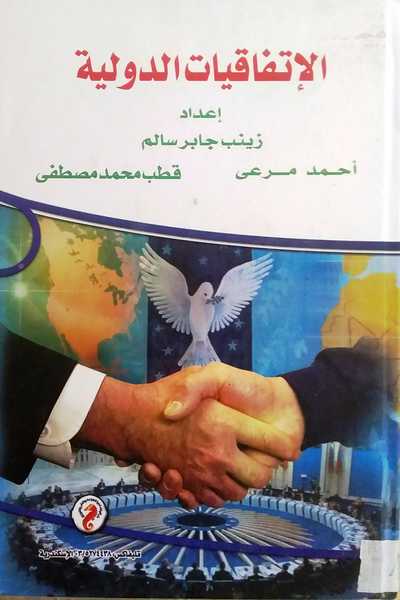 الإتفاقيات الدولية
إعداد
زينب جابر سالم
أحمد مرعى قطب محمد مصطفى